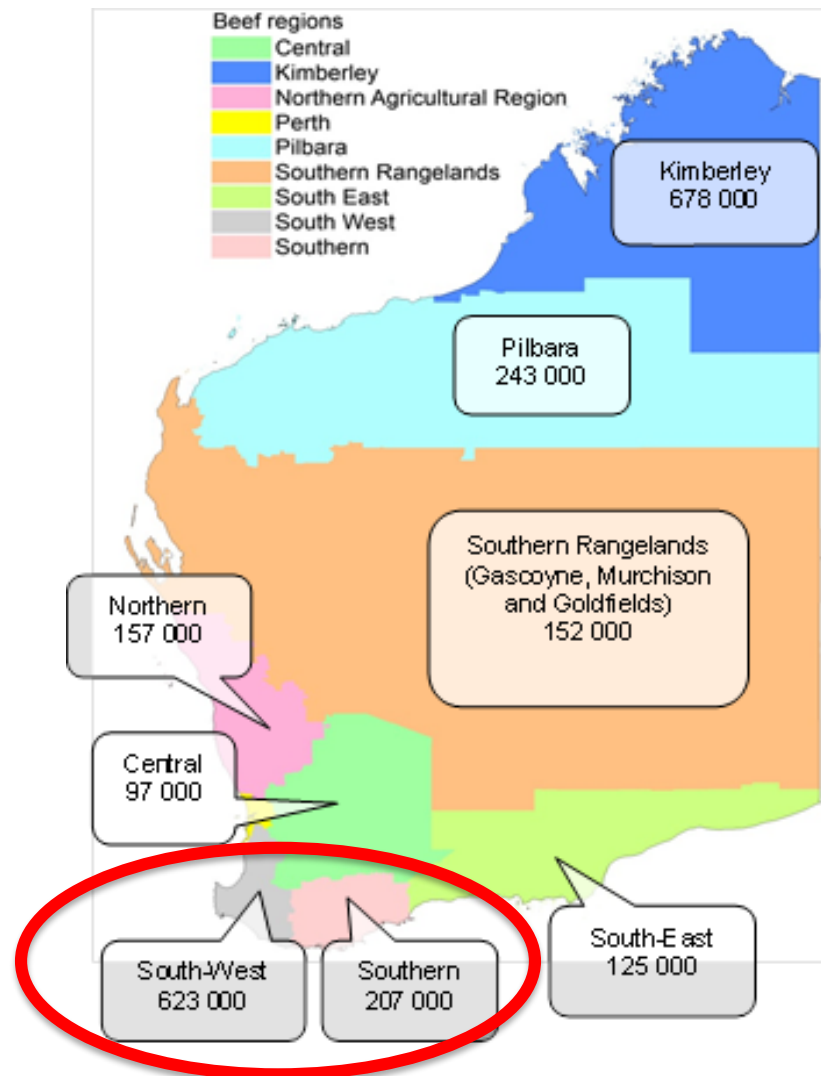 Beef regions
Central
Kimberley
Northern Agricultural Region
Perth
Pilbara
Southern Rangelands
South East
South West
Southern
Kimberley
678 000
Pilbara
243 000
Southern Rangelands
(Gascoyne, Murchison
and Goldfields)
152 000
Northern
157 000
Central
97 000
South-West
623 000
Southern
207 000
South-East
125 000